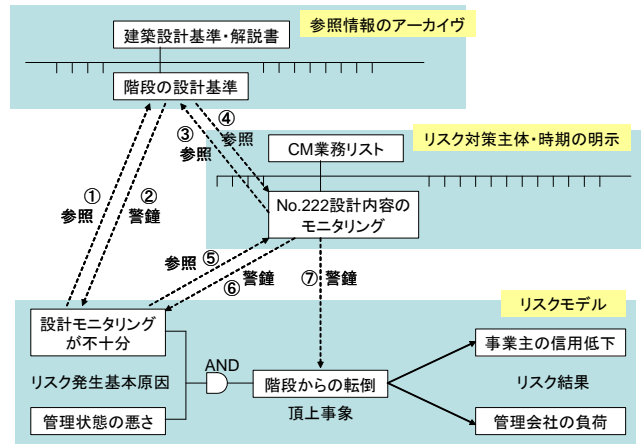 参照情報のアーカイヴ
建築設計基準・解説書
階段の設計基準
④
③ 参照
参照
リスク対策主体・時期の明示
CM業務リスト
No.222設計内容の
モニタリング
①
参照
②
警鐘
参照 ⑤
⑥ 警鐘
⑦ 警鐘
リスクモデル
設計モニタリング
が不十分
リスク発生基本原因
管理状態の悪さ
AND
階段からの転倒
頂上事象
事業主の信用低下
リスク結果
管理会社の負荷